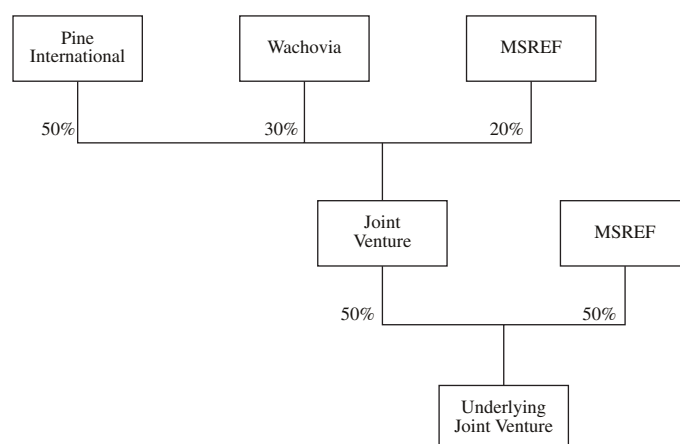 Pine
International
Wachovia
MSREF
50%
30%
20%
Joint
Venture
MSREF
50%
50%
Underlying
Joint Venture